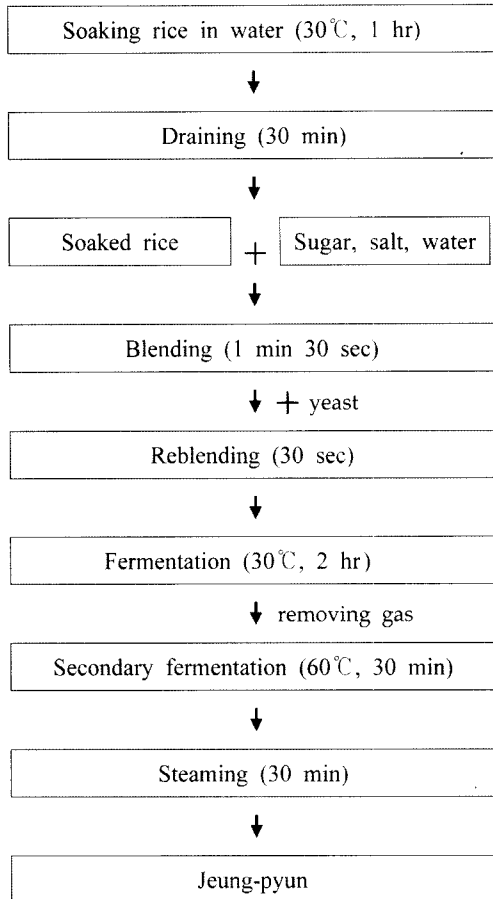 Soaking rice in water (30℃, 1 hr)
Draining (30 min)
Soaked rice + Sugar, salt, water
Blending (1 min 30 sec)
+ yeast
Reblending (30 sec)
Fermentation (30℃, 2 hr)
removing gas
Secondary fermentation (60℃, 30 min)
Steaming (30 min)
Jeung-pyun